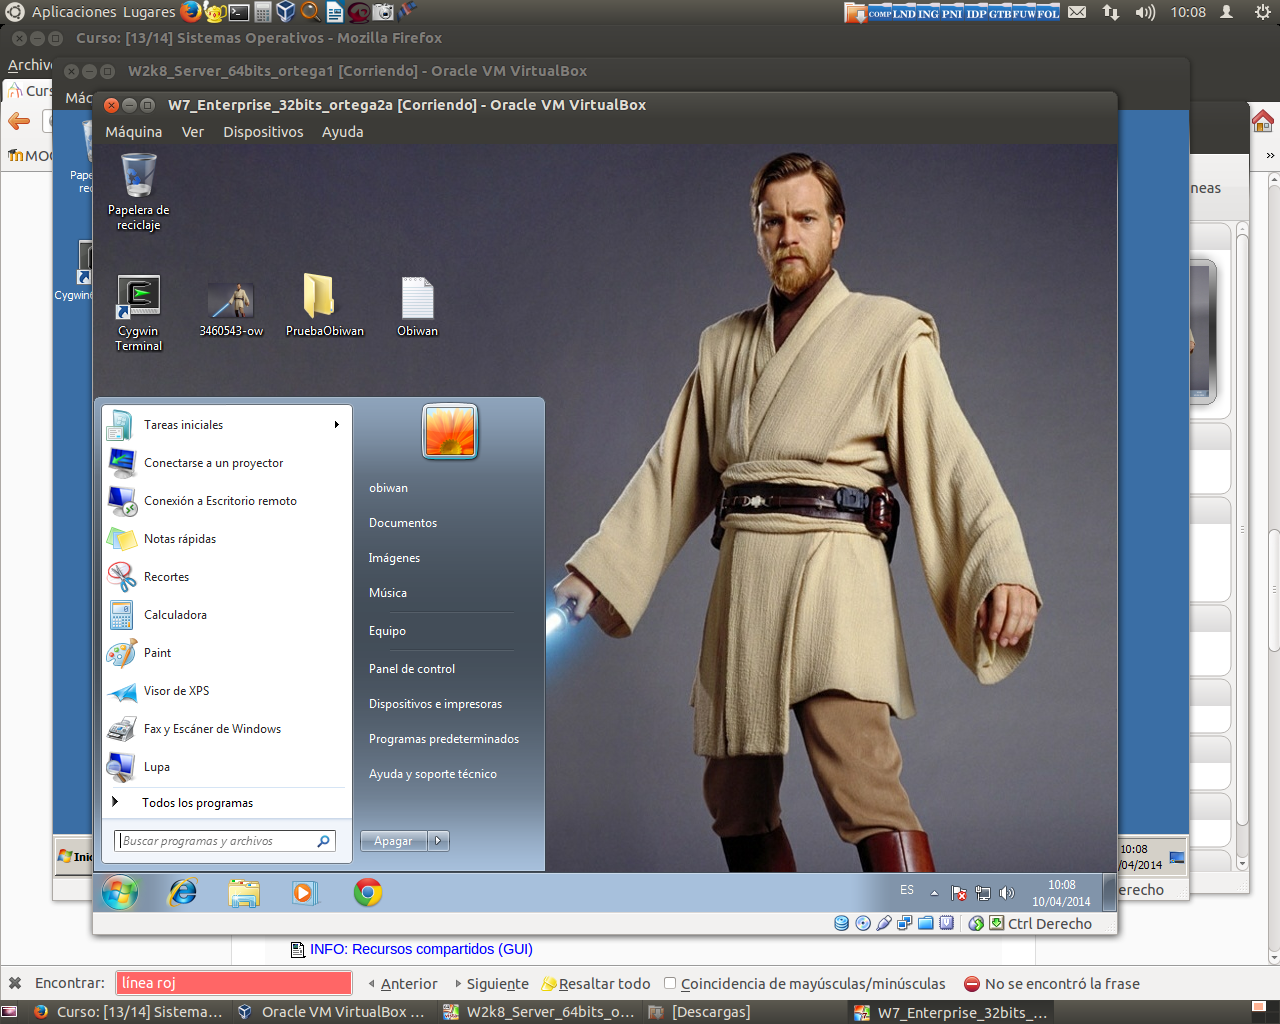 Aplicaciones Lugares
COMP LND ING PNI IDP GTB FUW FOL
10:08
Curso: [13/14] Sistemas Operativos - Mozilla Firefox
Archiv
W2k8_Server_64bits_ortega1 [Corriendo] - Oracle VM VirtualBox
Cur
Mác
W7_Enterprise_32bits_ortega2a [Corriendo] - Oracle VM VirtualBox
Máquina Ver Dispositivos Ayuda
MOO
Pape
rec
neas
Papelera de
reciclaje
Cygwin
Cygwin
Terminal
3460543-ow
PruebaObiwan
Obiwan
Tareas iniciales
Conectarse a un proyector
Conexión a Escritorio remoto
Notas rápidas
Recortes
Calculadora
Paint
Visor de XPS
Fax y Escáner de Windows
Lupa
Todos los programas
Buscar programas y archivos
obiwan
Documentos
Imágenes
Música
Equipo
Panel de control
Dispositivos e impresoras
Programas predeterminados
Ayuda y soporte técnico
Apagar
Inic
10:08
/04/2014
erecho
ES
10:08
10/04/2014
Ctrl Derecho
INFO: Recursos compartidos (GUI)
Encontrar: línea roj Anterior Siguiente Resaltar todo Coincidencia de mayúsculas/minúsculas No se encontró la frase
Curso: [13/14] Sistema... Oracle VM VirtualBox ... W2k8_Server_64bits_o... [Descargas] W7_Enterprise_32bits_...